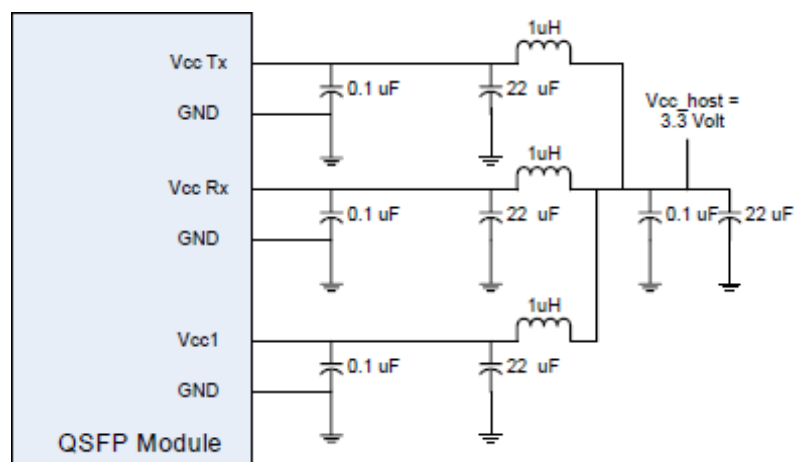 1uH
Vcc Tx
0.1 uF
22 uF
Vcc_host =
3.3 Volt
GND
1uH
Vcc Rx
0.1 uF
22 uF
0.1 uF
22 uF
GND
1uH
Vcc1
0.1 uF
22 uF
GND
QSFP Module